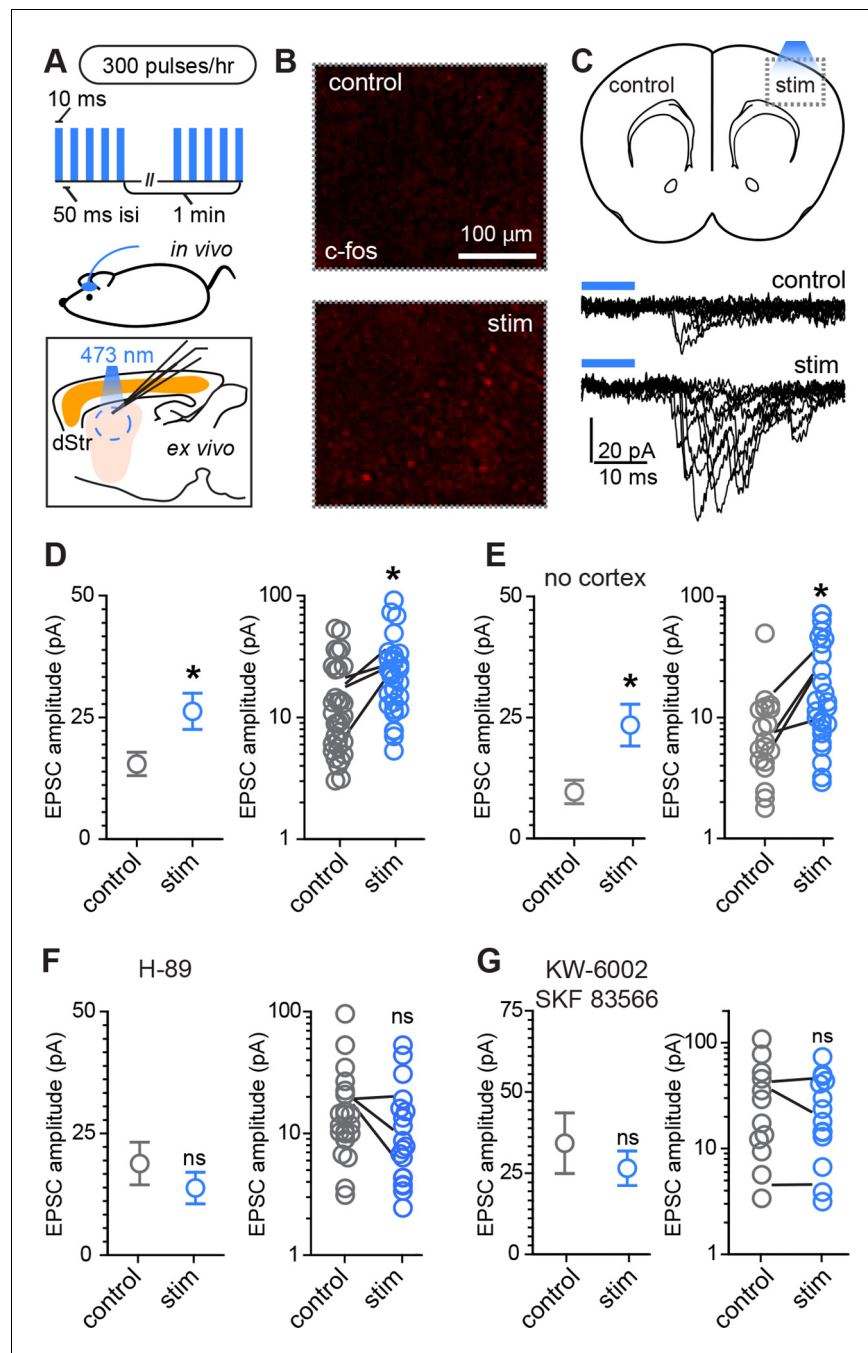 A
300 pulses/hr
10 ms
//
50 ms isi
1 min
in vivo
473 nm
dStr
ex vivo
B
control
c-fos
100 µm
stim
C
control
stim
control
stim
20 pA
10 ms
D
EPSC amplitude (pA)
50
25
0
control
stim
*
EPSC amplitude (pA)
100
10
1
control
stim
*
E
no cortex
EPSC amplitude (pA)
50
25
0
control
stim
*
EPSC amplitude (pA)
100
10
1
control
stim
*
F
H-89
EPSC amplitude (pA)
50
25
0
control
stim
ns
EPSC amplitude (pA)
100
10
1
control
stim
ns
G
KW-6002
SKF 83566
EPSC amplitude (pA)
75
50
25
0
control
stim
ns
EPSC amplitude (pA)
100
10
1
control
stim
ns